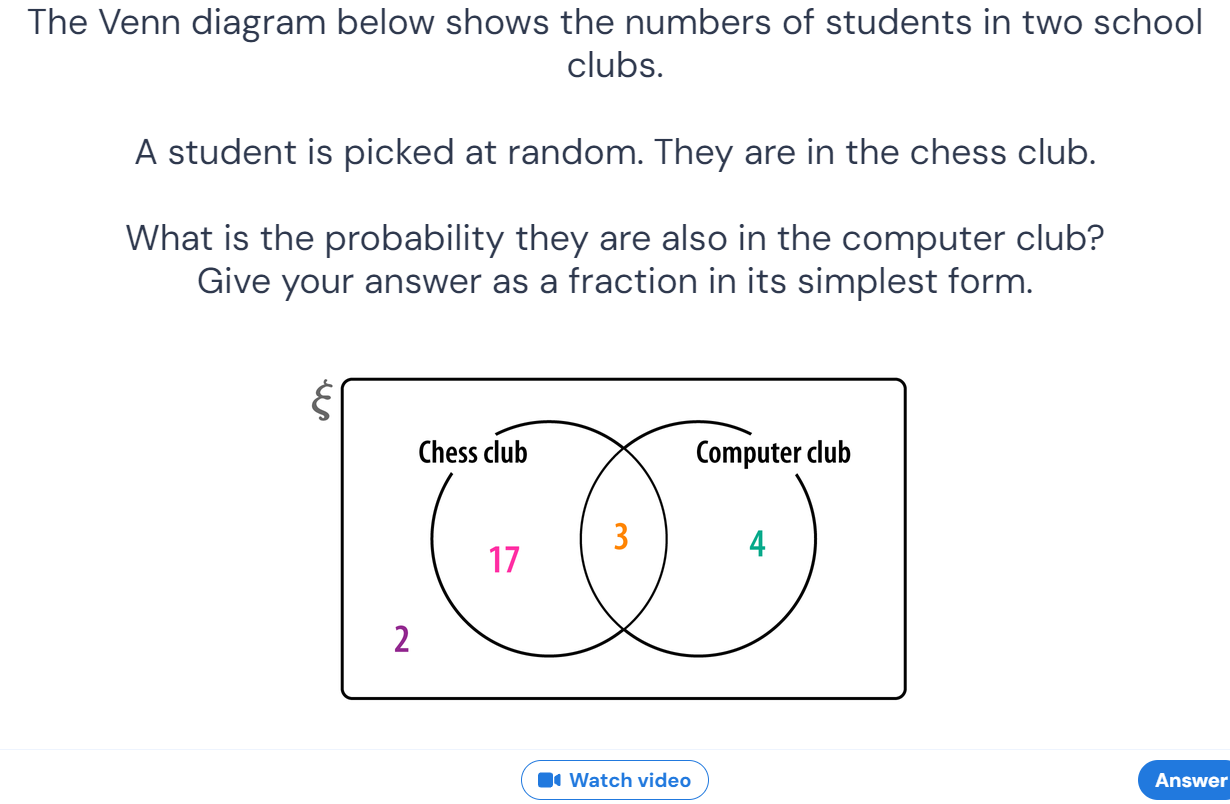 The Venn diagram below shows the numbers of students in two school
clubs.
A student is picked at random. They are in the chess club.
What is the probability they are also in the computer club?
Give your answer as a fraction in its simplest form.
ξ
Chess club Computer club
17 3 4
2
Watch video
Answer